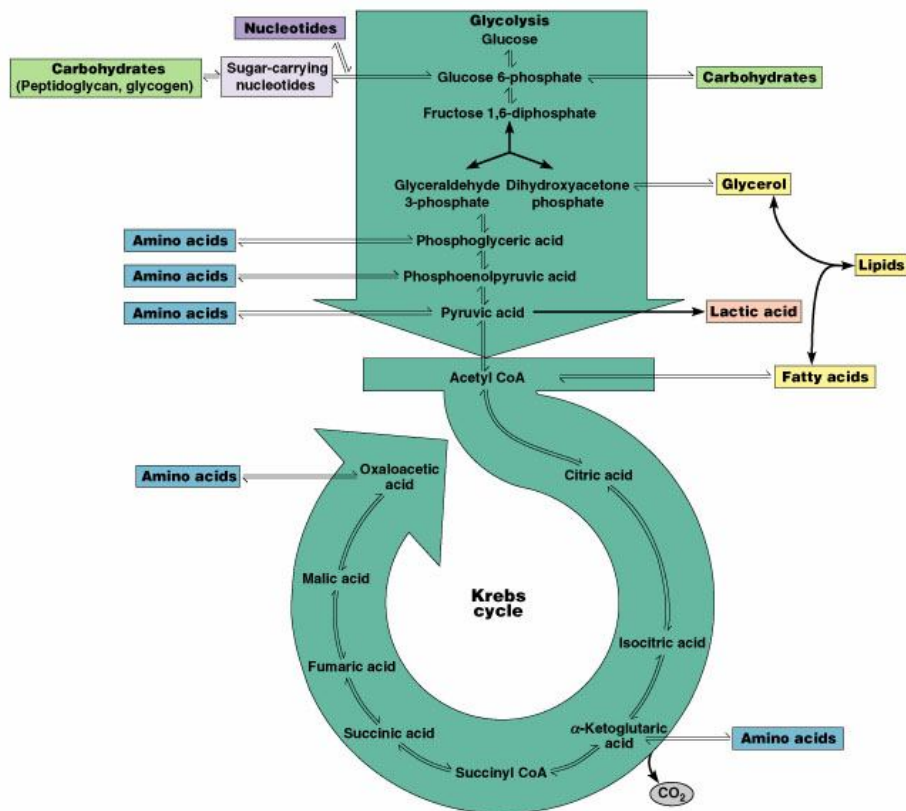 Glycolysis
Nucleotides
Glucose
Carbohydrates
(Peptidoglycan, glycogen)
Sugar-carrying
nucleotides
Glucose 6-phosphate
Carbohydrates
Fructose 1,6-diphosphate
Glyceraldehyde
3-phosphate
Dihydroxyacetone
phosphate
Glycerol
Amino acids
Phosphoglyceric acid
Lipids
Amino acids
Phosphoenolpyruvic acid
Amino acids
Pyruvic acid
Lactic acid
Acetyl CoA
Fatty acids
Amino acids
Oxaloacetic
acid
Citric acid
Malic acid
Krebs
cycle
Isocitric acid
Fumaric acid
Succinic acid
α-Ketoglutaric
acid
Amino acids
Succinyl CoA
CO2